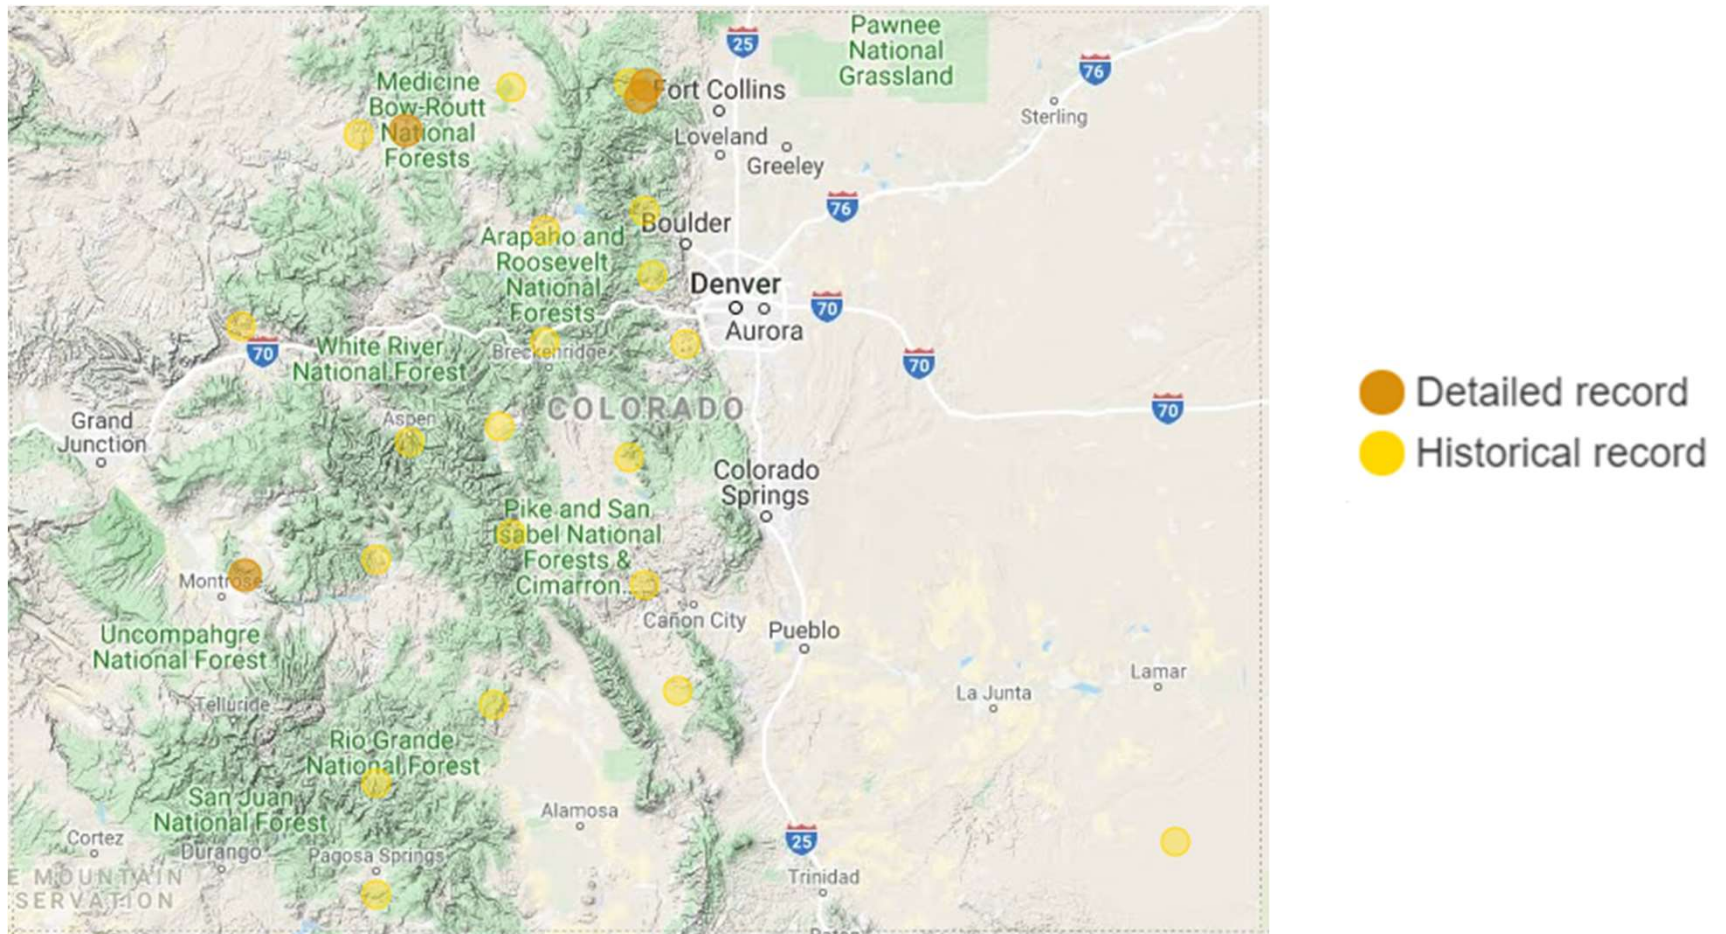 25
Pawnee
National
Grassland
76
Medicine
Bow-Routt
National
Forests
Fort Collins
Sterling
Loveland
Greeley
76
Boulder
Arapaho and
Roosevelt
National
Forests
Denver
70
Aurora
70
White River
National Forest
Breckenridge
70
Detailed record
Historical record
Grand
Junction
Aspen
COLORADO
70
Colorado
Springs
Pike and San
Isabel National
Forests &
Cimarron...
Montrose
Cañon City
Pueblo
Uncompahgre
National Forest
Lamar
La Junta
Telluride
Rio Grande
National Forest
San Juan
National Forest
Alamosa
Cortez
Durango
Pagosa Springs
25
Trinidad
E MOUNTAIN
SERVATION